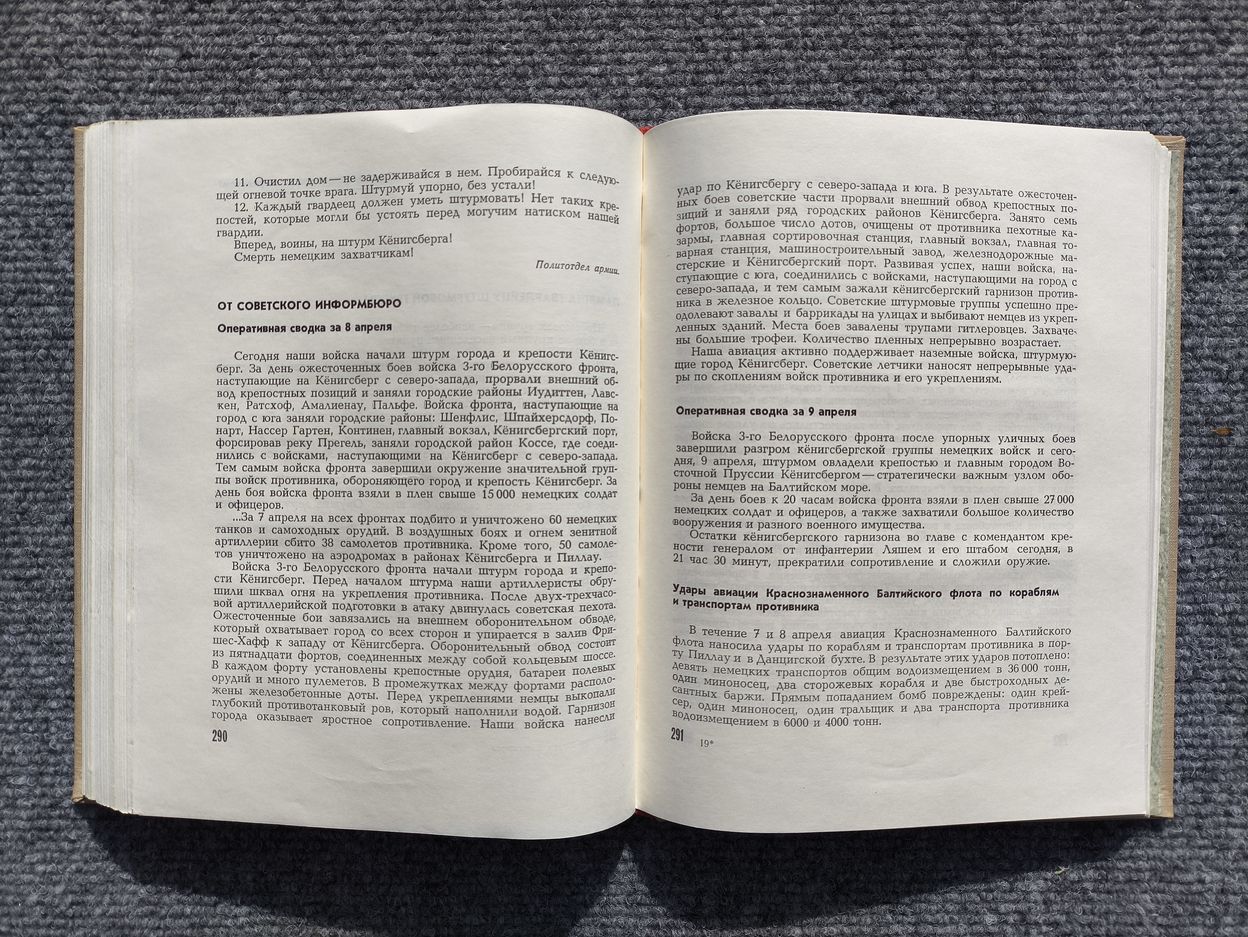 11. Очистил дом — не задерживайся в нем. Пробирайся к следую-
щей огневой точке врага. Штурмуй упорно, без устали!
12. Каждый гвардеец должен уметь штурмовать! Нет таких кре-
постей, которые могли бы устоять перед могучим натиском нашей
гвардии.
Вперед, воины, на штурм Кёнигсберга!
Смерть немецким захватчикам!
Политотдел армии.
ОТ СОВЕТСКОГО ИНФОРМБЮРО
Оперативная сводка за 8 апреля
Сегодня наши войска начали штурм города и крепости Кёнигс-
берг. За день ожесточенных боев войска 3-го Белорусского фронта,
наступающие на Кёнигсберг с северо-запада, прорвали внешний об-
вод крепостных позиций и заняли городские районы Иудиттен, Лавс-
кен, Ратсхоф, Амалиенау, Пальфе. Войска фронта, наступающие на
город с юга заняли городские районы: Шенфлис, Шпайхерсдорф, По-
нарт, Нассер Гартен, Континен, главный вокзал, Кёнигсбергский порт,
форсировав реку Прегель, заняли городской район Коссе, где соеди-
нились с войсками, наступающими на Кёнигсберг с северо-запада.
Тем самым войска фронта завершили окружение значительной груп-
пы войск противника, обороняющего город и крепость Кёнигсберг. За
день боя войска фронта взяли в плен свыше 15 000 немецких солдат
и офицеров.
...За 7 апреля на всех фронтах подбито и уничтожено 60 немецких
танков и самоходных орудий. В воздушных боях и огнем зенитной
артиллерии сбито 38 самолетов противника. Кроме того, 50 самоле-
тов уничтожено на аэродромах в районах Кёнигсберга и Пиллау.
Войска 3-го Белорусского фронта начали штурм города и крепо-
сти Кёнигсберг. Перед началом штурма наши артиллеристы обру-
шили шквал огня на укрепления противника. После двух-трехчасо-
вой артиллерийской подготовки в атаку двинулась советская пехота.
Ожесточенные бои завязались на внешнем оборонительном обводе,
который охватывает город со всех сторон и упирается в залив Фри-
шес-Хафф к западу от Кёнигсберга. Оборонительный обвод состоит
из пятнадцати фортов, соединенных между собой кольцевым шоссе.
В каждом форту установлены крепостные орудия, батареи полевых
орудий и много пулеметов. В промежутках между фортами располо-
жены железобетонные доты. Перед укреплениями немцы выкопали
глубокий противотанковый ров, который наполнили водой. Гарнизон
города оказывает яростное сопротивление. Наши войска нанесли
290
удар по Кёнигсбергу с северо-запада и юга. В результате ожесточен-
ных боев советские части прорвали внешний обвод крепостных по-
зиций и заняли ряд городских районов Кёнигсберга. Занято семь
фортов, большое число дотов, очищены от противника пехотные ка-
зармы, главная сортировочная станция, главный вокзал, главная то-
варная станция, машиностроительный завод, железнодорожные ма-
стерские и Кёнигсбергский порт. Развивая успех, наши войска, на-
ступающие с юга, соединились с войсками, наступающими на город с
северо-запада, и тем самым зажали кёнигсбергский гарнизон против-
ника в железное кольцо. Советские штурмовые группы успешно пре-
одолевают завалы и баррикады на улицах и выбивают немцев из укреп-
ленных зданий. Места боев завалены трупами гитлеровцев. Захваче-
ны большие трофеи. Количество пленных непрерывно возрастает.
Наша авиация активно поддерживает наземные войска, штурмую-
щие город Кёнигсберг. Советские летчики наносят непрерывные уда-
ры по скоплениям войск противника и его укреплениям.
Оперативная сводка за 9 апреля
Войска 3-го Белорусского фронта после упорных уличных боев
завершили разгром кёнигсбергской группы немецких войск и сего-
дня, 9 апреля, штурмом овладели крепостью и главным городом Во-
сточной Пруссии Кёнигсбергом — стратегически важным узлом обо-
роны немцев на Балтийском море.
За день боев к 20 часам войска фронта взяли в плен свыше 27 000
немецких солдат и офицеров, а также захватили большое количество
вооружения и разного военного имущества.
Остатки кёнигсбергского гарнизона во главе с комендантом кре-
пости генералом от инфантерии Ляшем и его штабом сегодня, в
21 час 30 минут, прекратили сопротивление и сложили оружие.
Удары авиации Краснознаменного Балтийского флота по кораблям
и транспортам противника
В течение 7 и 8 апреля авиация Краснознаменного Балтийского
флота наносила удары по кораблям и транспортам противника в пор-
ту Пиллау и в Данцигской бухте. В результате этих ударов потоплено:
девять немецких транспортов общим водоизмещением в 36 000 тонн,
один миноносец, два сторожевых корабля и две быстроходных де-
сантных баржи. Прямым попаданием бомб повреждены: один крей-
сер, один миноносец, один тральщик и два транспорта противника
водоизмещением в 6000 и 4000 тонн.
291
19*